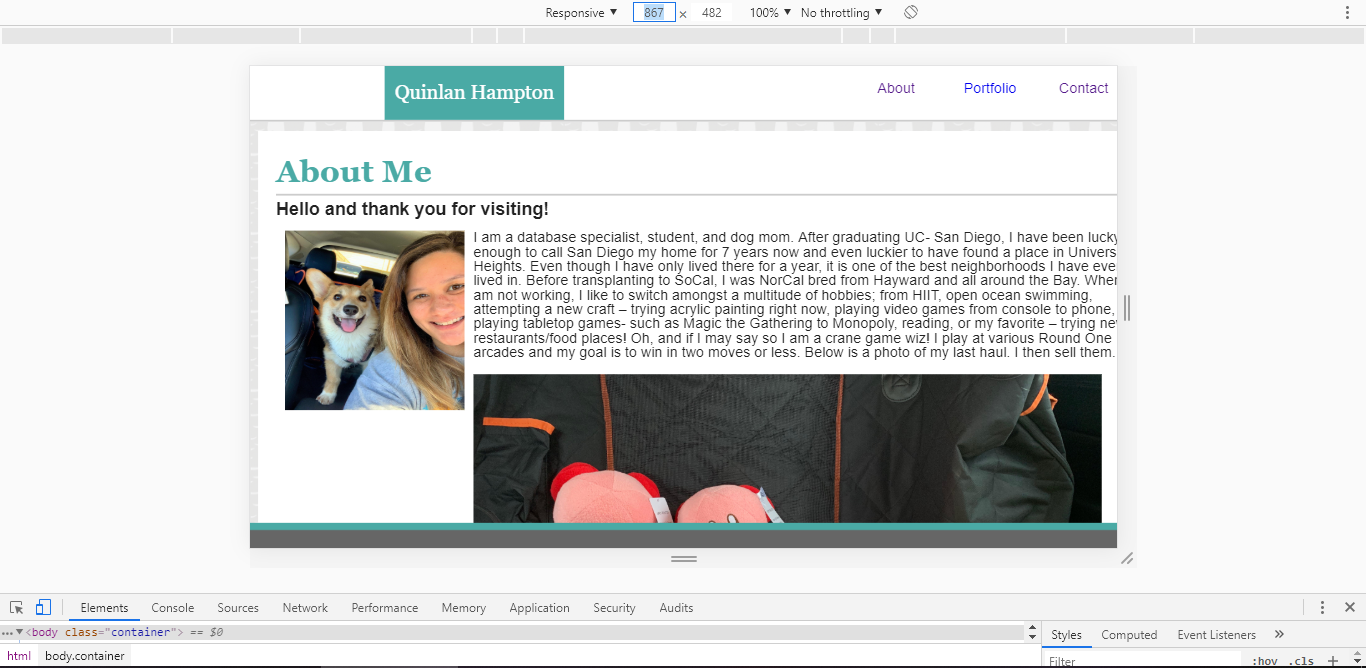 Responsive ▼ 867 × 482 100% ▼ No throttling ▼
Quinlan Hampton
About Portfolio Contact
About Me
Hello and thank you for visiting!
I am a database specialist, student, and dog mom. After graduating UC- San Diego, I have been lucky
enough to call San Diego my home for 7 years now and even luckier to have found a place in Univers
Heights. Even though I have only lived there for a year, it is one of the best neighborhoods I have eve
lived in. Before transplanting to SoCal, I was NorCal bred from Hayward and all around the Bay. When
am not working, I like to switch amongst a multitude of hobbies; from HIIT, open ocean swimming,
attempting a new craft – trying acrylic painting right now, playing video games from console to phone,
playing tabletop games- such as Magic the Gathering to Monopoly, reading, or my favorite – trying new
restaurants/food places! Oh, and if I may say so I am a crane game wiz! I play at various Round One
arcades and my goal is to win in two moves or less. Below is a photo of my last haul. I then sell them.
Elements Console Sources Network Performance Memory Application Security Audits
…▼<body class="container"> == $0
html body.container
Styles Computed Event Listeners »
Filter :hov .cls +